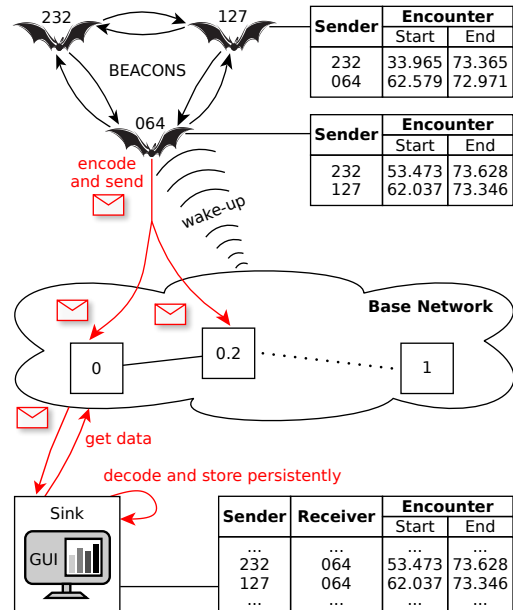 232
127
BEACONS
064
Sender Encounter
Start End
232 33.965 73.365
064 62.579 72.971
Sender Encounter
Start End
232 53.473 73.628
127 62.037 73.346
encode
and send
wake-up
Base Network
0
0.2
1
get data
decode and store persistently
Sink
GUI
Sender Receiver Encounter
Start End
... ... ... ...
232 064 53.473 73.628
127 064 62.037 73.346
... ... ... ...